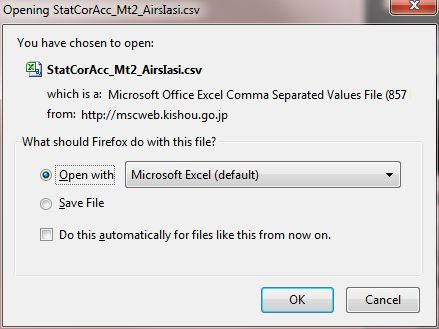 Opening StatCorAcc_Mt2_AirsIasi.csv
You have chosen to open:
StatCorAcc_Mt2_AirsIasi.csv
which is a: Microsoft Office Excel Comma Separated Values File (857
from: http://mscweb.kishou.go.jp
What should Firefox do with this file?
Open with Microsoft Excel (default)
Save File
Do this automatically for files like this from now on.
OK Cancel